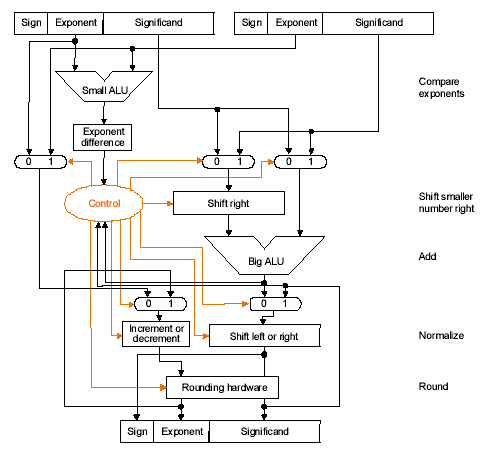 Sign Exponent Significand Sign Exponent Significand
Small ALU
Compare
exponents
Exponent
difference
0 1 0 1 0 1
Control
Shift right
Shift smaller
number right
Big ALU
Add
0 1 0 1
Increment or
decrement
Shift left or right
Normalize
Rounding hardware
Round
Sign Exponent Significand